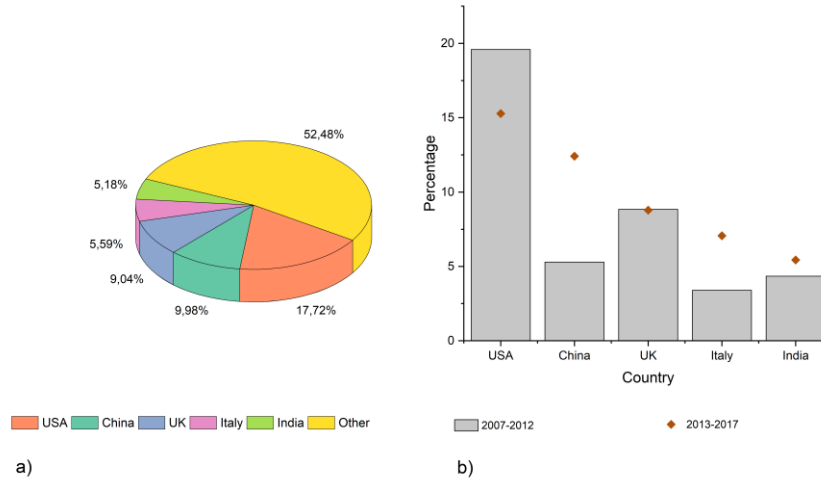 52,48%
5,18%
5,59%
9,04%
9,98%
17,72%
USA China UK Italy India Other
a)
Percentage
20
15
10
5
0
USA China UK Italy India
Country
2007-2012 2013-2017
b)